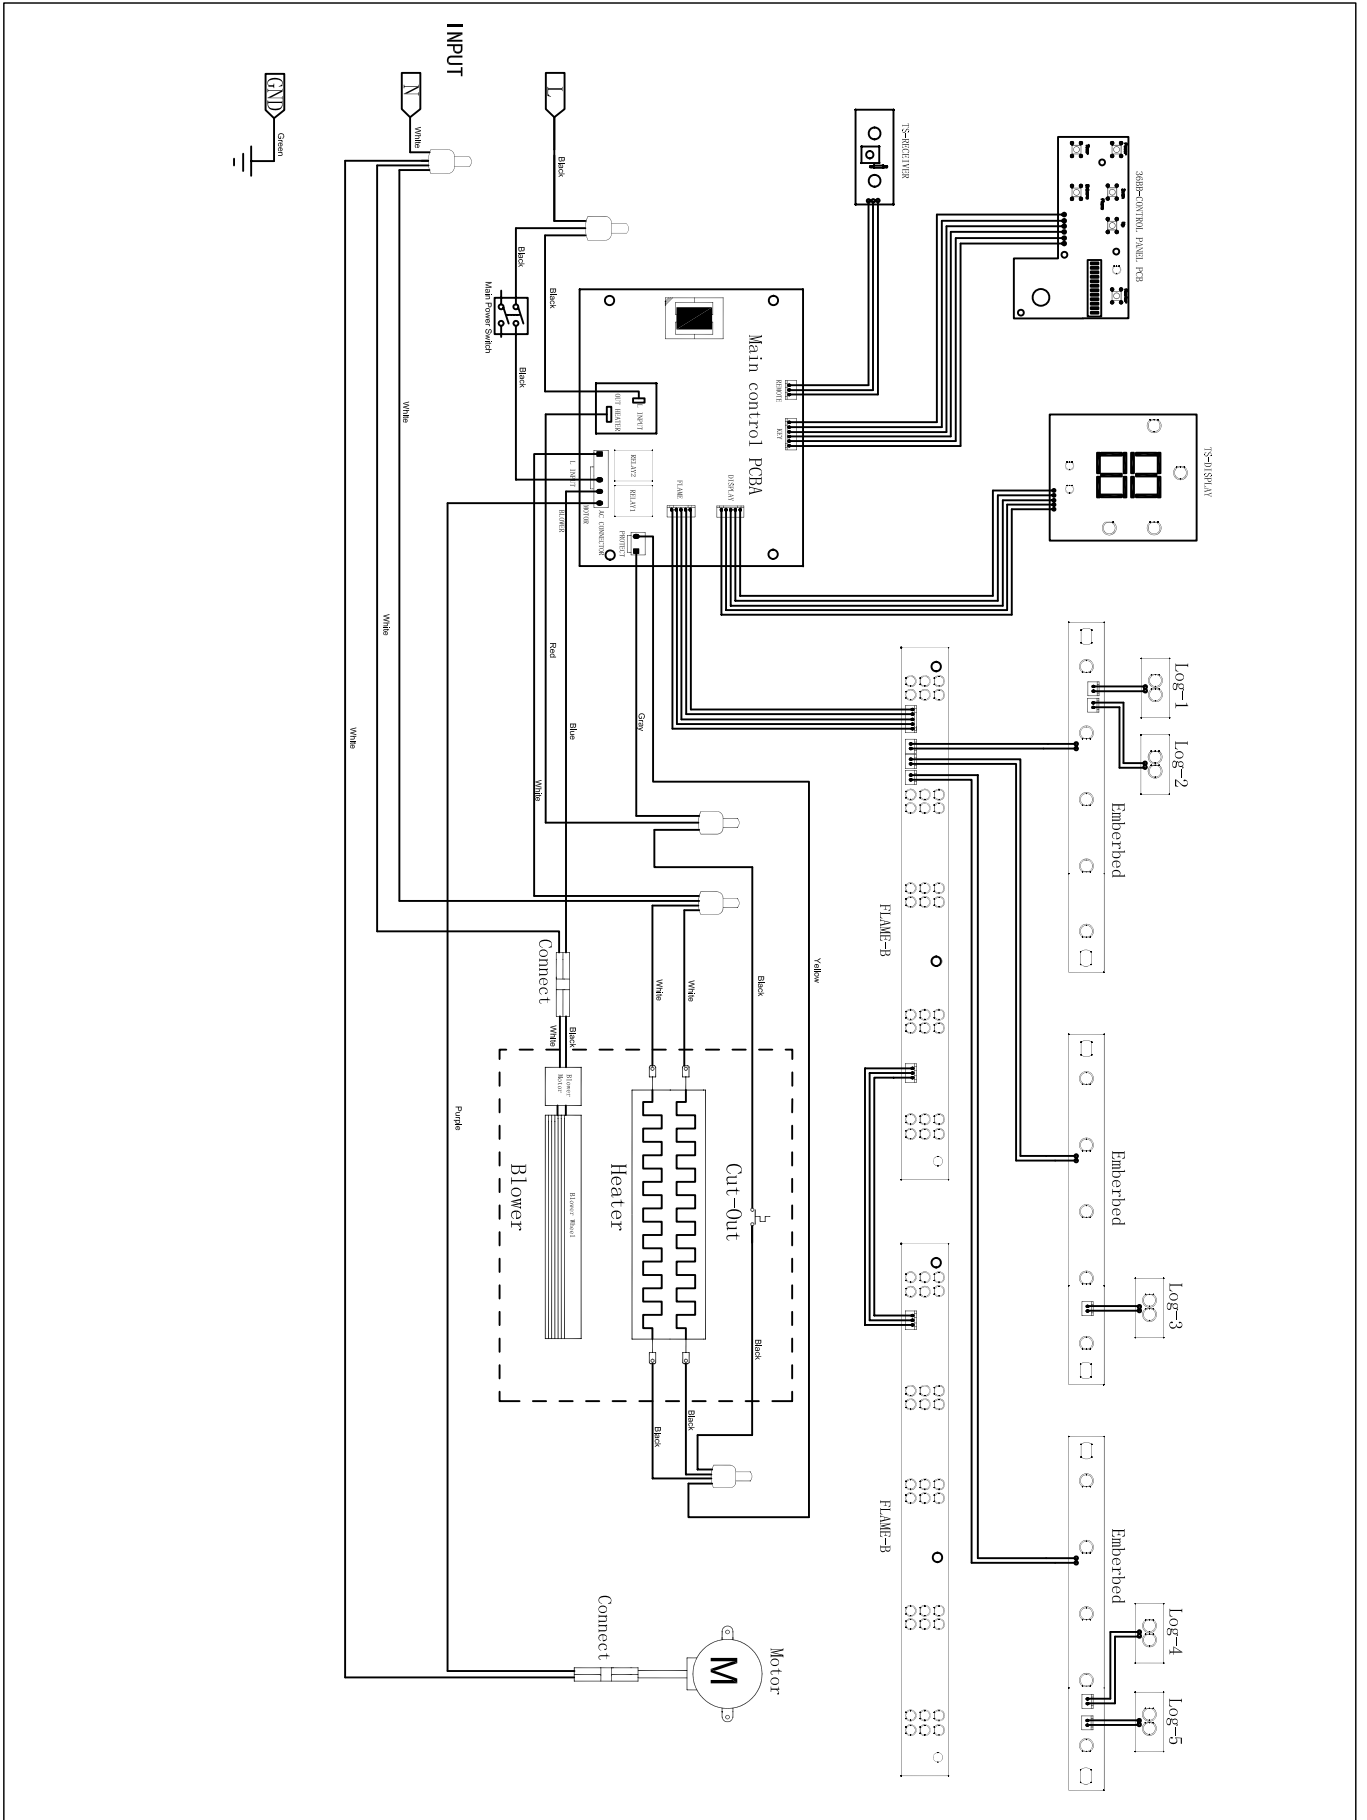 INPUT
L
N
GND
Black
White
Green
Black
Black
Main Power Switch
Black
White
White
White
TS-RECEIVER
36BB-CONTROL PANEL PCB
TS-DISPLAY
88
Main control PCBA
REMOTE
KEY
DISPLAY
FLAME
L INPUT
OUT HEATER
RELAY2
RELAY1
L INPUT
MOTOR
BLOWER
AC CONNECTOR
PROTECT
Red
Blue
Gray
White
Yellow
Black
White
White
Connect
Black
White
Blower
Motor
Blower Wheel
Blower
Heater
Cut-Out
Black
Black
Black
Purple
Log-1
Log-2
Emberbed
FLAME-B
Emberbed
Log-3
FLAME-B
Emberbed
Log-4
Log-5
Connect
Motor
M